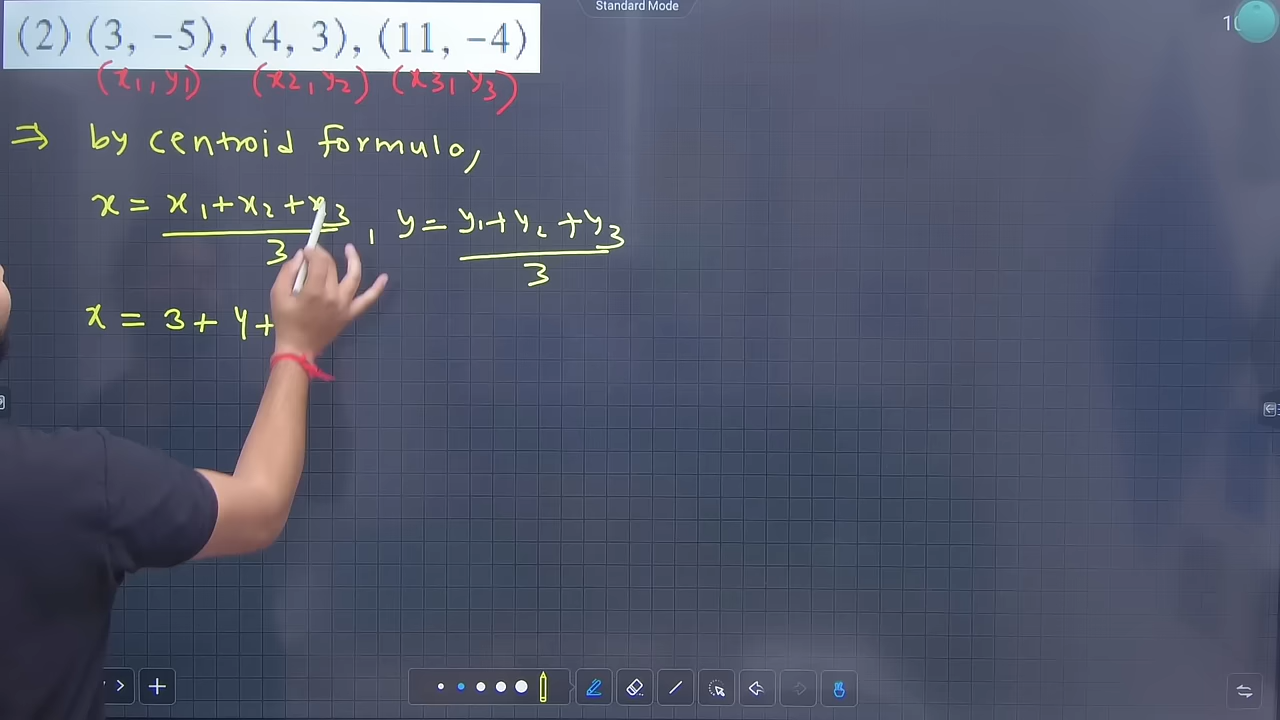 Standard Mode
(2) (3, −5), (4, 3), (11, −4)
(x₁, y₁) (x₂, y₂) (x₃, y₃)
⇒ by centroid formula,
x = x₁+x₂+x₃ / 3 , y = y₁+y₂+y₃ / 3
x = 3 + 4 +